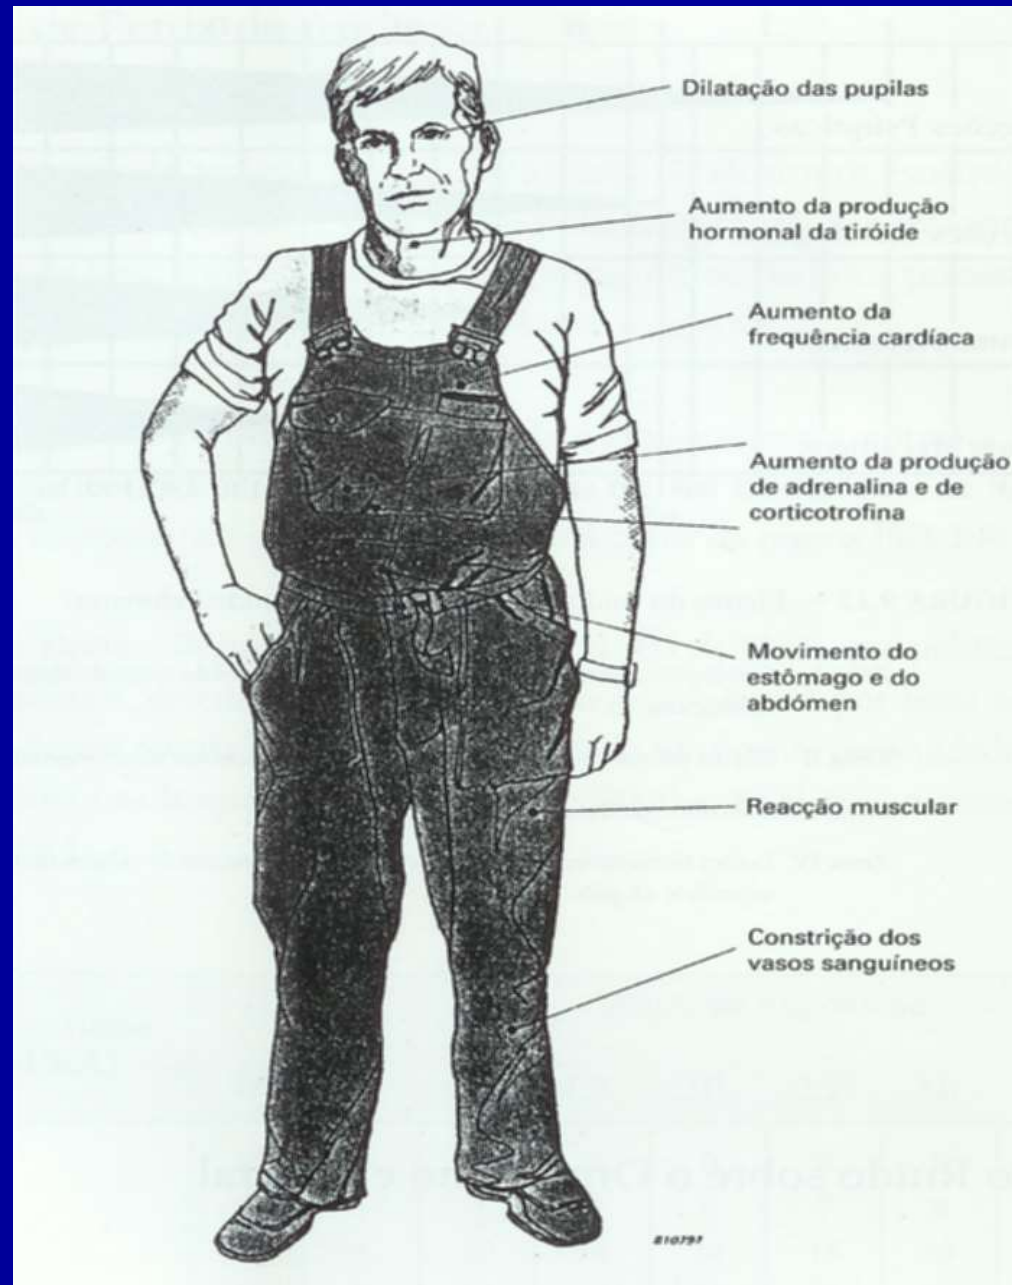 Dilatação das pupilas
Aumento da produção
hormonal da tiróide
Aumento da
frequência cardíaca
Aumento da produção
de adrenalina e de
corticotrofina
Movimento do
estômago e do
abdómen
Reacção muscular
Constrição dos
vasos sanguíneos
810797